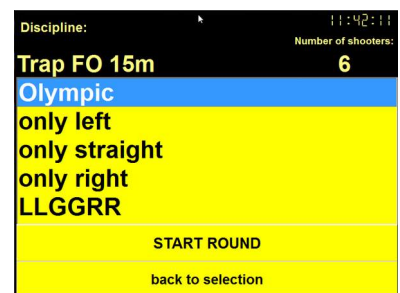 Discipline:
11:42:11
Number of shooters:
Trap FO 15m
6
Olympic
only left
only straight
only right
LLGGRR
START ROUND
back to selection